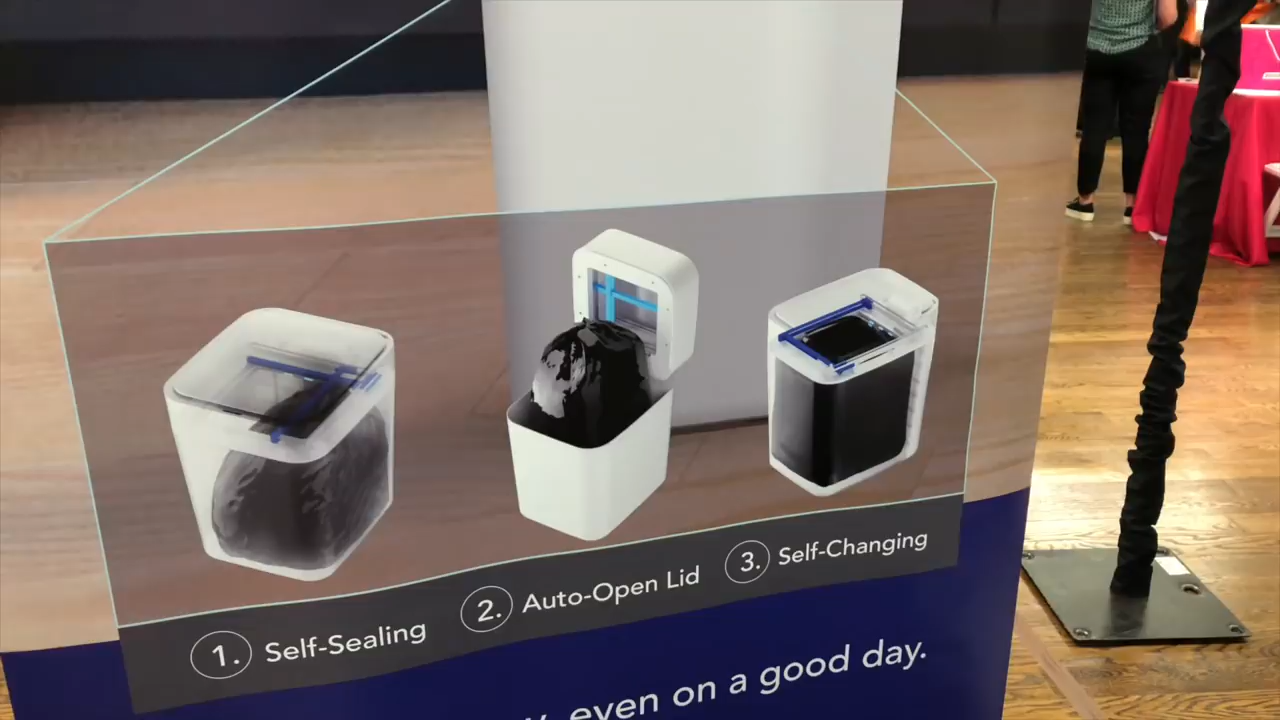 1. Self-Sealing
2. Auto-Open Lid
3. Self-Changing
even on a good day.